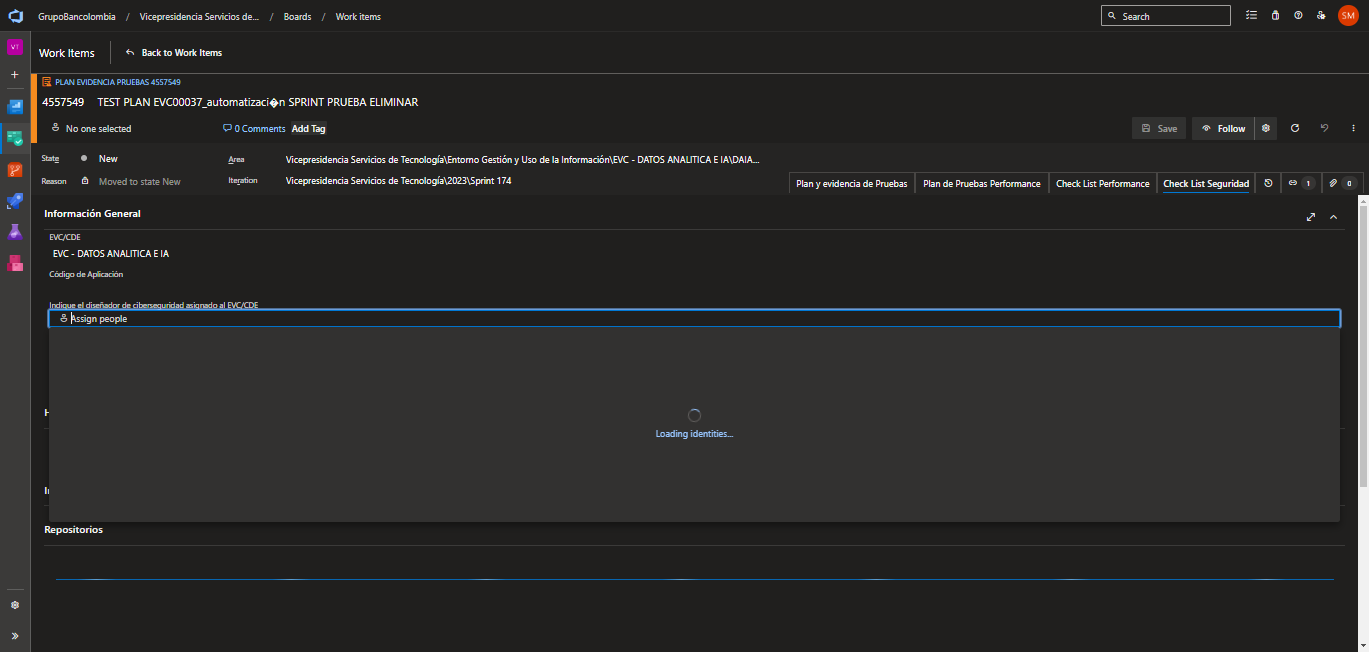 GrupoBancolombia / Vicepresidencia Servicios de... / Boards / Work items
Search
SM
VT
Work Items
Back to Work Items
PLAN EVIDENCIA PRUEBAS 4557549
4557549 TEST PLAN EVC00037_automatizaci�n SPRINT PRUEBA ELIMINAR
No one selected
0 Comments
Add Tag
Save
Follow
State
New
Area
Vicepresidencia Servicios de Tecnología\Entorno Gestión y Uso de la Información\EVC - DATOS ANALITICA E IA\DAIA...
Reason
Moved to state New
Iteration
Vicepresidencia Servicios de Tecnología\2023\Sprint 174
Plan y evidencia de Pruebas
Plan de Pruebas Performance
Check List Performance
Check List Seguridad
1
0
Información General
EVC/CDE
EVC - DATOS ANALITICA E IA
Código de Aplicación
Indique el diseñador de ciberseguridad asignado al EVC/CDE
Assign people
Loading identities...
Repositorios